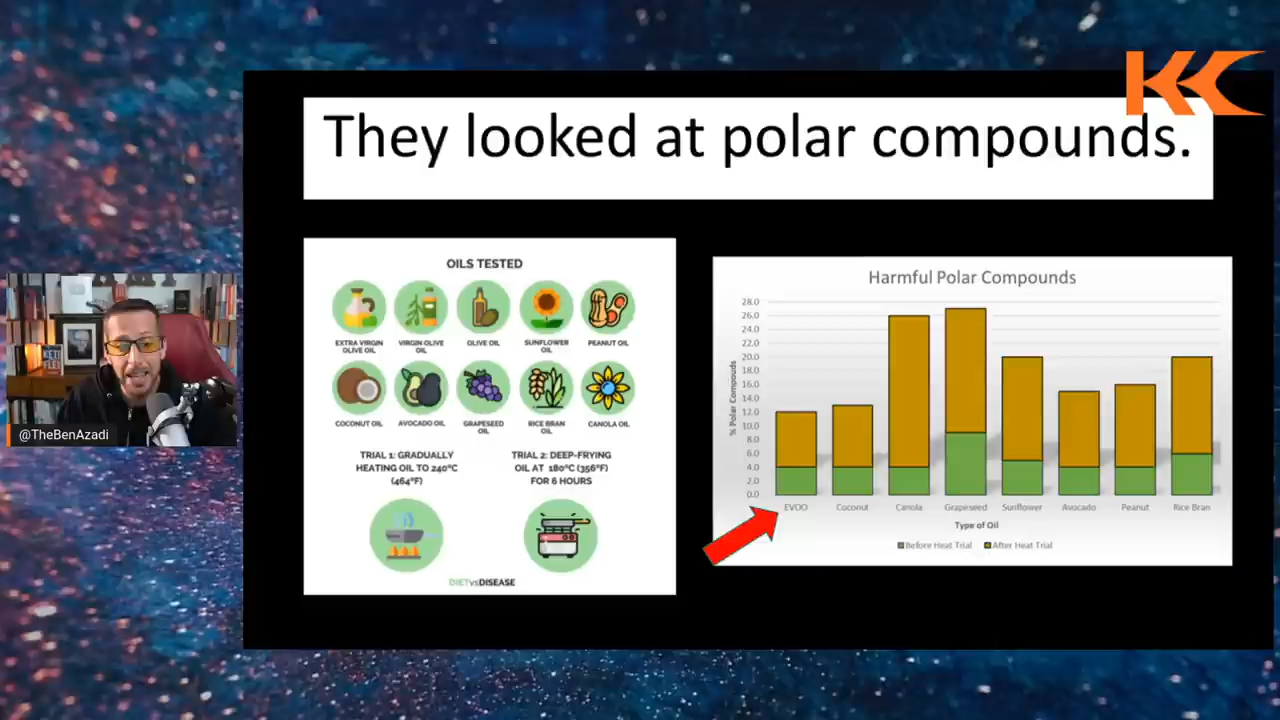 KC
They looked at polar compounds.
OILS TESTED
EXTRA VIRGIN
OLIVE OIL
VIRGIN OLIVE
OIL
OLIVE OIL
SUNFLOWER
OIL
PEANUT OIL
COCONUT OIL
AVOCADO OIL
GRAPESEED
OIL
RICE BRAN
OIL
CANOLA OIL
TRIAL 1: GRADUALLY
HEATING OIL TO 240°C
(464°F)
TRIAL 2: DEEP-FRYING
OIL AT 180°C (356°F)
FOR 6 HOURS
DIETvsDISEASE
Harmful Polar Compounds
28.0
26.0
24.0
22.0
20.0
18.0
16.0
14.0
12.0
10.0
8.0
6.0
4.0
2.0
0.0
% Polar Compouds
EVOO Coconut Canola Grapeseed Sunflower Avocado Peanut Rice Bran
Type of Oil
Before Heat Trial After Heat Trial
KETO
FLEX
@TheBenAzadi